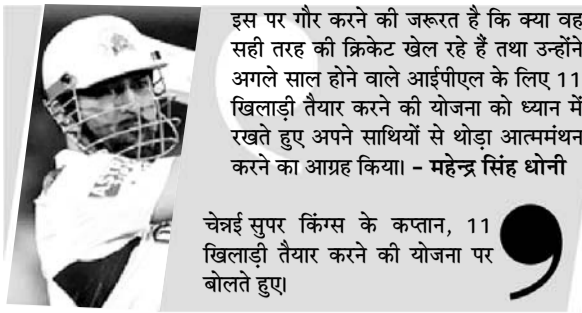 इस पर गौर करने की जरूरत है कि क्या वह
सही तरह की क्रिकेट खेल रहे हैं तथा उन्होंने
अगले साल होने वाले आईपीएल के लिए 11
खिलाड़ी तैयार करने की योजना को ध्यान में
रखते हुए अपने साथियों से थोड़ा आत्ममंथन
करने का आग्रह किया। – महेन्द्र सिंह धोनी
चेन्नई सुपर किंग्स के कप्तान, 11
खिलाड़ी तैयार करने की योजना पर
बोलते हुए।